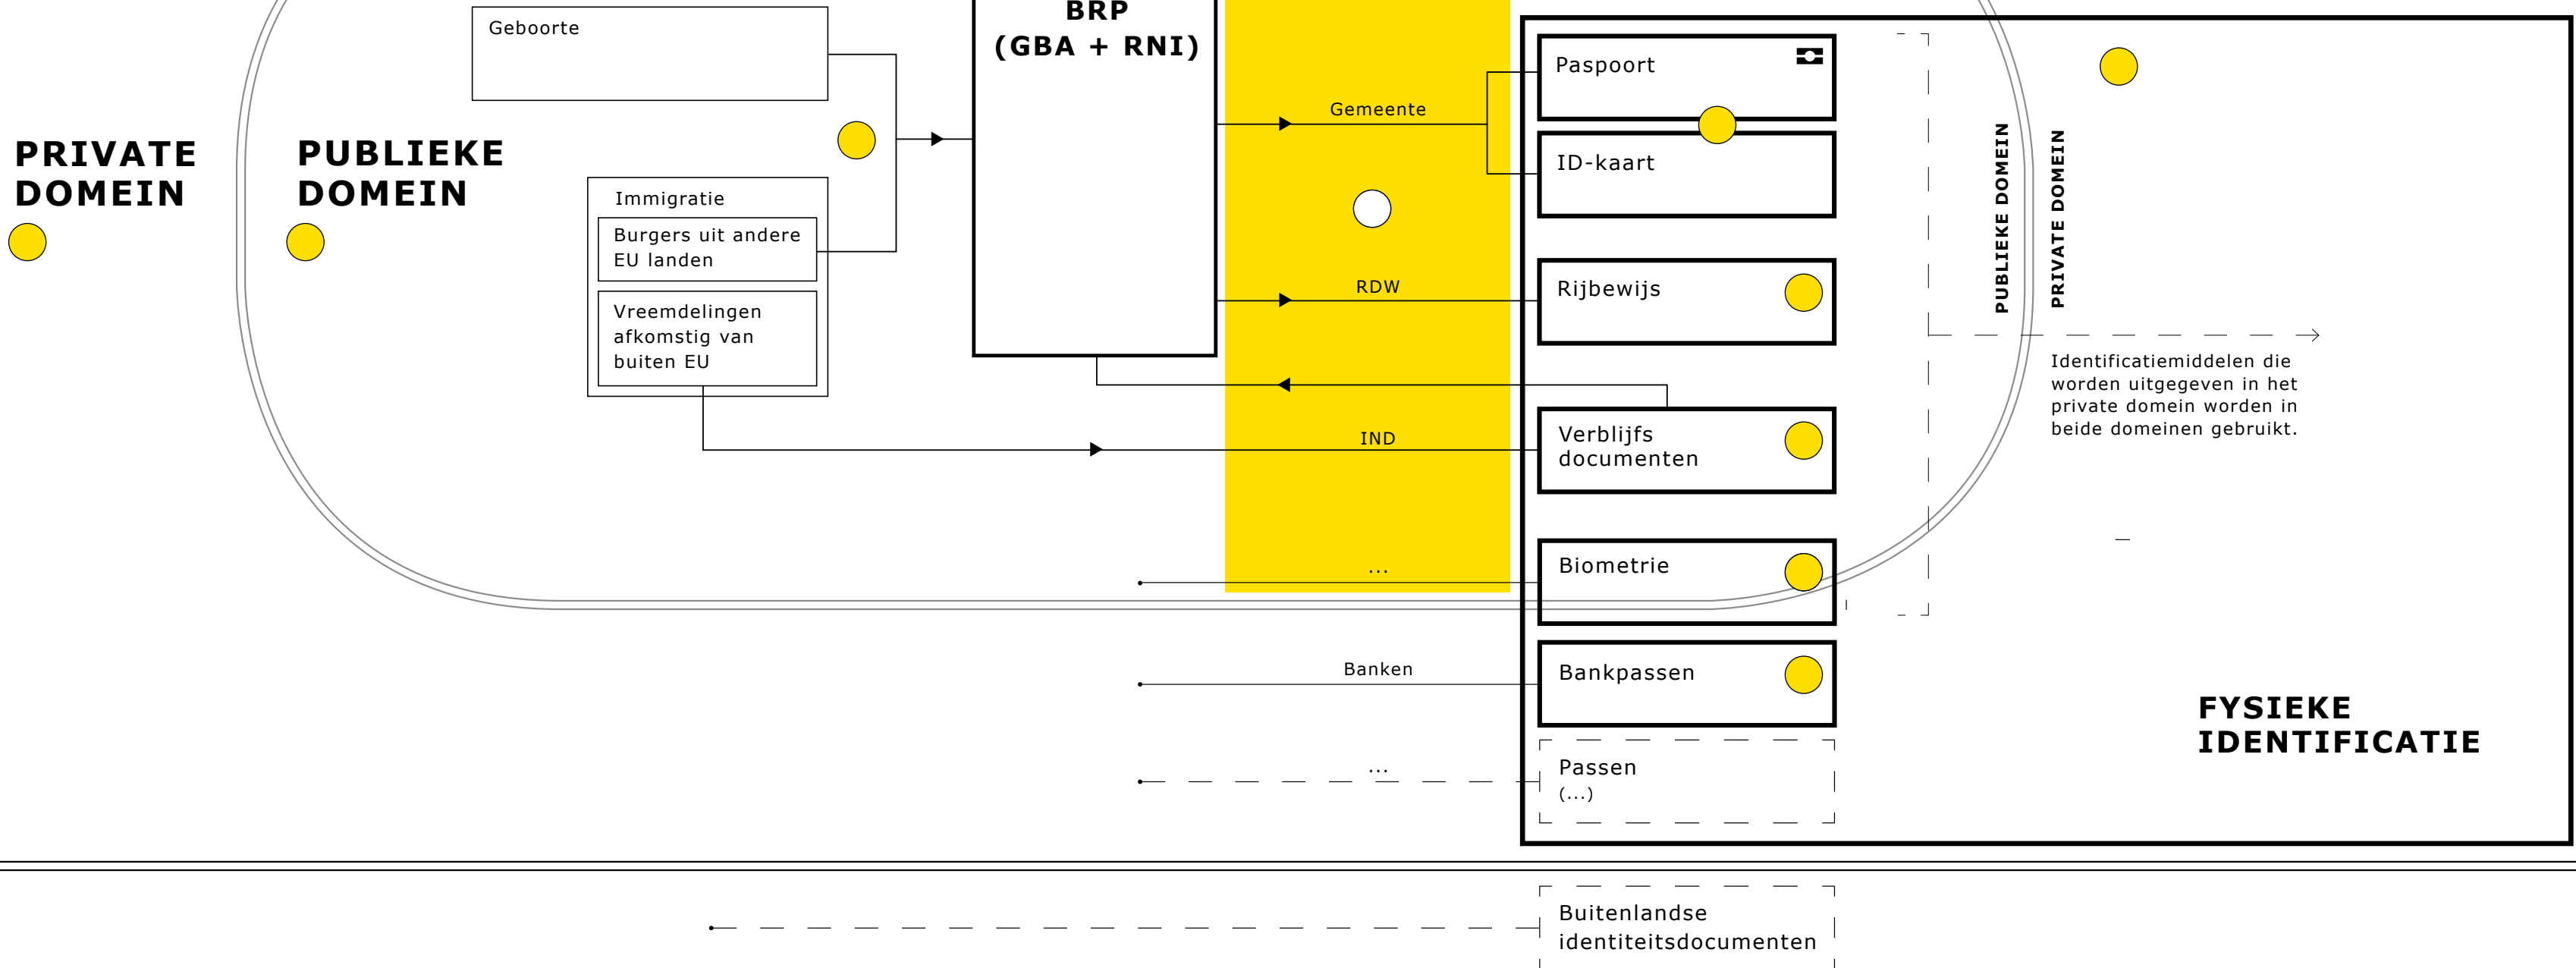 BRP
(GBA + RNI)
Geboorte
PRIVATE
DOMEIN
PUBLIEKE
DOMEIN
Immigratie
Burgers uit andere
EU landen
Vreemdelingen
afkomstig van
buiten EU
Gemeente
RDW
IND
...
Banken
...
Paspoort
ID-kaart
Rijbewijs
Verblijfs
documenten
Biometrie
Bankpassen
Passen
(...)
PUBLIEKE DOMEIN
PRIVATE DOMEIN
Identificatiemiddelen die
worden uitgegeven in het
private domein worden in
beide domeinen gebruikt.
FYSIEKE
IDENTIFICATIE
Buitenlandse
identiteitsdocumenten